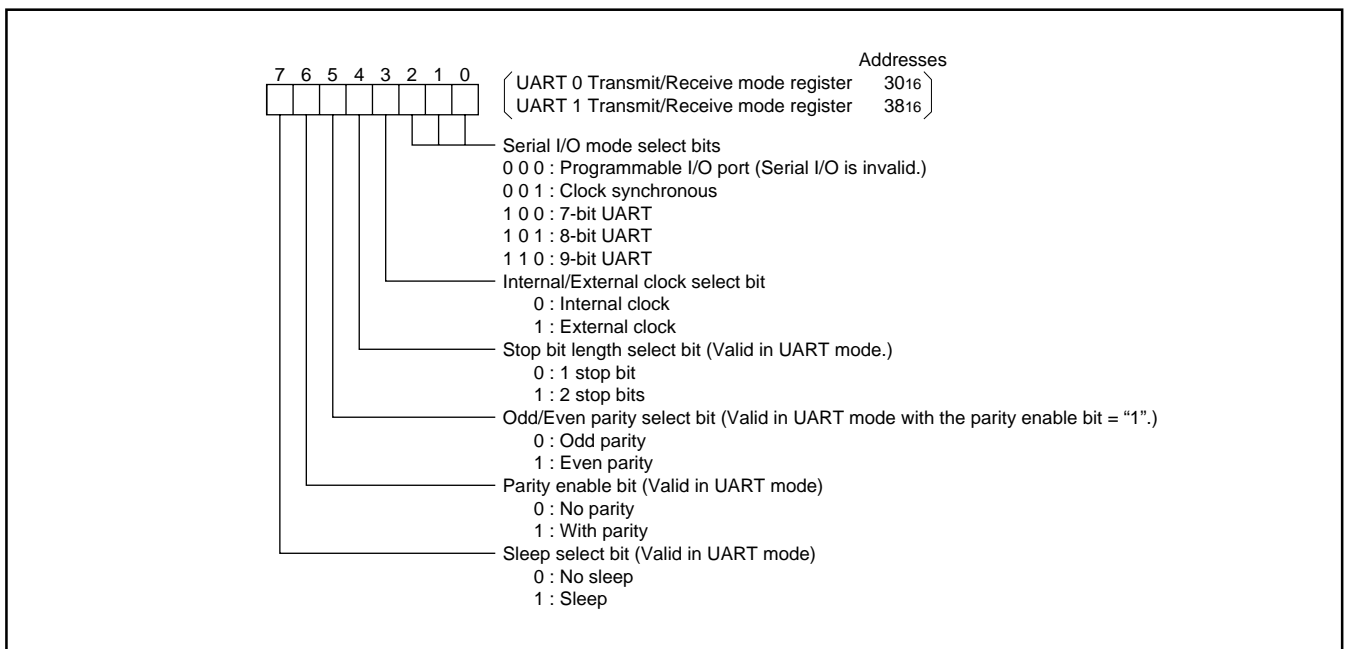 Addresses
7 6 5 4 3 2 1 0
UART 0 Transmit/Receive mode register 3016
UART 1 Transmit/Receive mode register 3816
Serial I/O mode select bits
0 0 0 : Programmable I/O port (Serial I/O is invalid.)
0 0 1 : Clock synchronous
1 0 0 : 7-bit UART
1 0 1 : 8-bit UART
1 1 0 : 9-bit UART
Internal/External clock select bit
0 : Internal clock
1 : External clock
Stop bit length select bit (Valid in UART mode.)
0 : 1 stop bit
1 : 2 stop bits
Odd/Even parity select bit (Valid in UART mode with the parity enable bit = “1”.)
0 : Odd parity
1 : Even parity
Parity enable bit (Valid in UART mode)
0 : No parity
1 : With parity
Sleep select bit (Valid in UART mode)
0 : No sleep
1 : Sleep